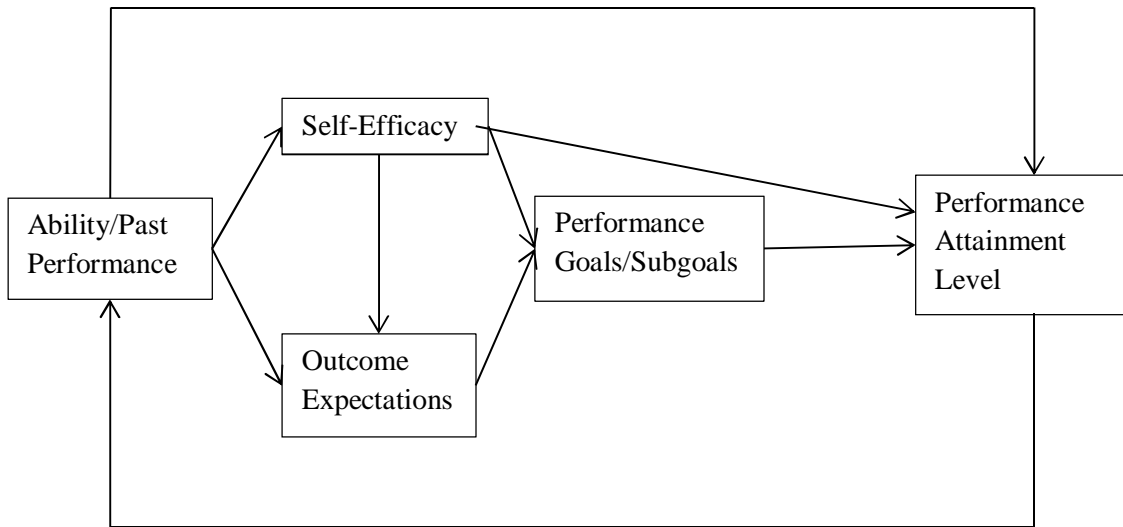 Self-Efficacy
Ability/Past
Performance
Performance
Goals/Subgoals
Performance
Attainment
Level
Outcome
Expectations